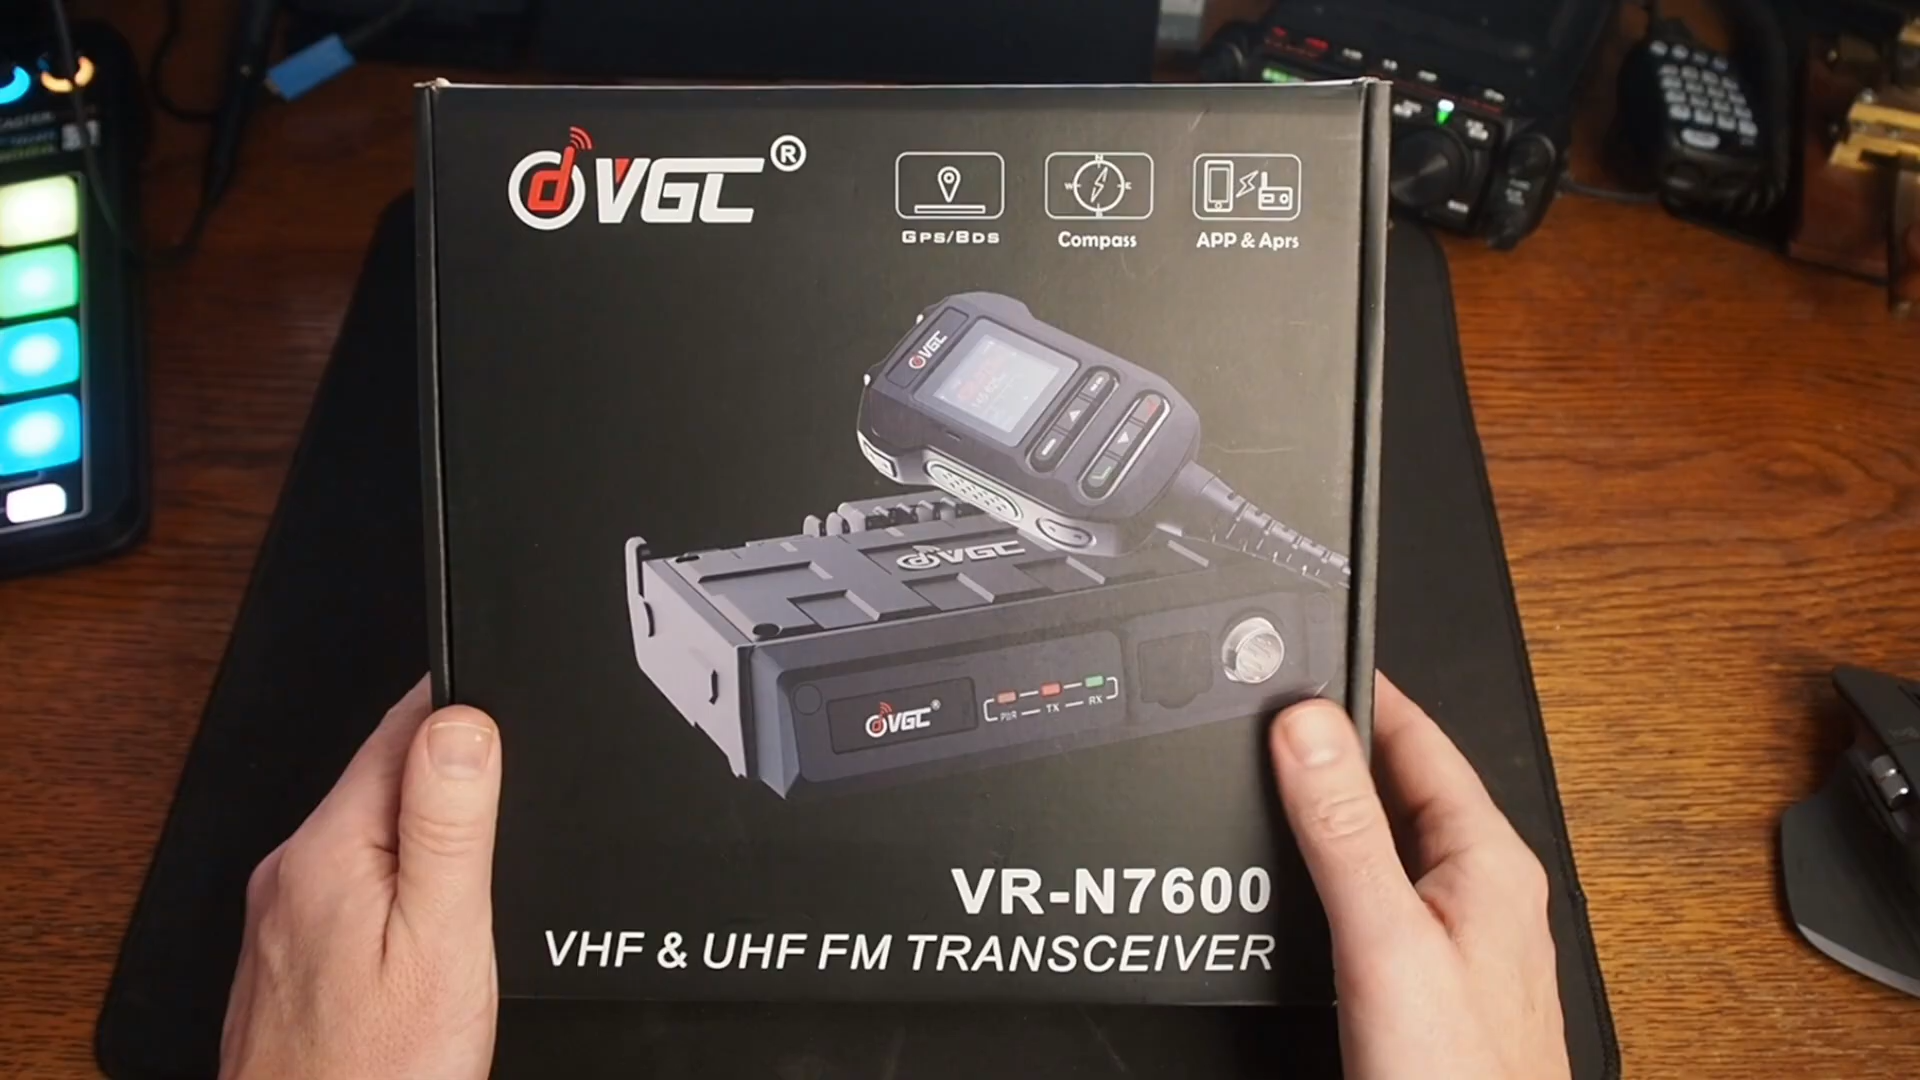 VGC®
GPS/BDS
Compass
APP & Aprs
N
W
E
VGC
VGC
VGC®
PWR
TX
RX
VR-N7600
VHF & UHF FM TRANSCEIVER